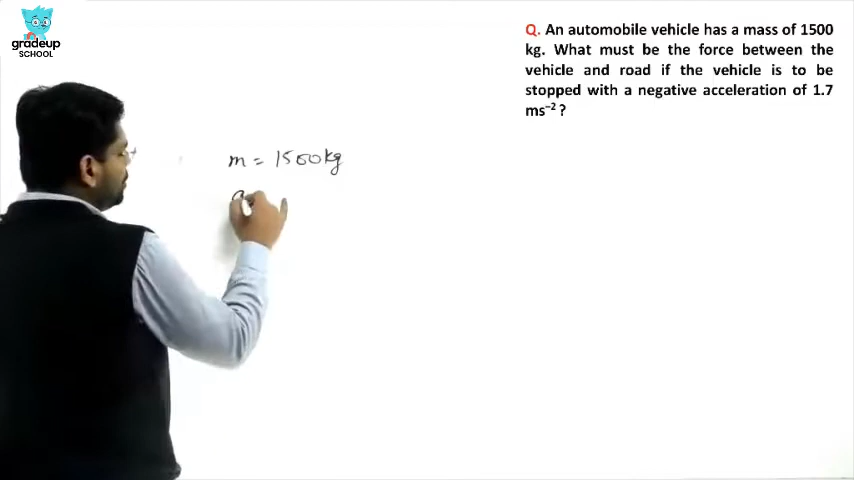 gradeup
SCHOOL
Q. An automobile vehicle has a mass of 1500
kg. What must be the force between the
vehicle and road if the vehicle is to be
stopped with a negative acceleration of 1.7
ms⁻² ?
m = 1500kg
a